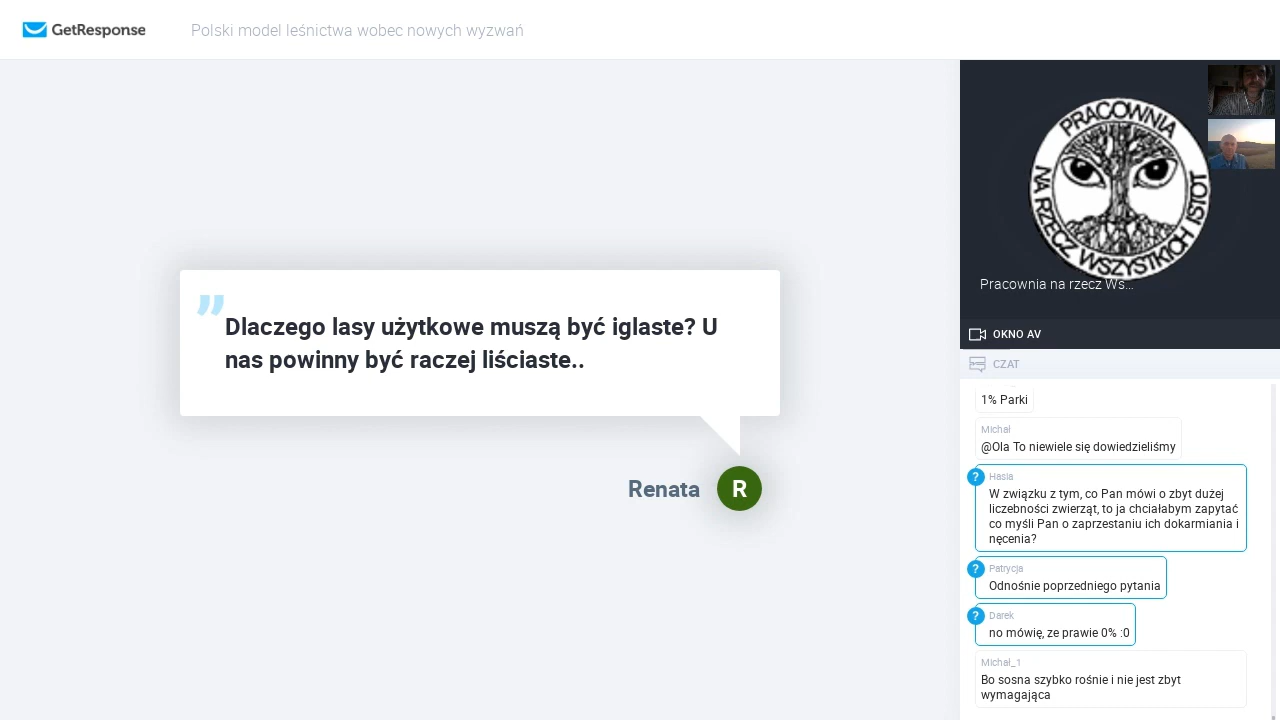 GetResponse
Polski model leśnictwa wobec nowych wyzwań
Dlaczego lasy użytkowe muszą być iglaste? U
nas powinny być raczej liściaste..
Renata
R
PRACOWNIA
NA RZECZ WSZYSTKICH ISTOT
Pracownia na rzecz Ws...
OKNO AV
CZAT
1% Parki
Michał
@Ola To niewiele się dowiedzieliśmy
?
Hasia
W związku z tym, co Pan mówi o zbyt dużej
liczebności zwierząt, to ja chciałabym zapytać
co myśli Pan o zaprzestaniu ich dokarmiania i
nęcenia?
?
Patrycja
Odnośnie poprzedniego pytania
?
Darek
no mówię, ze prawie 0% :0
Michał_1
Bo sosna szybko rośnie i nie jest zbyt
wymagająca